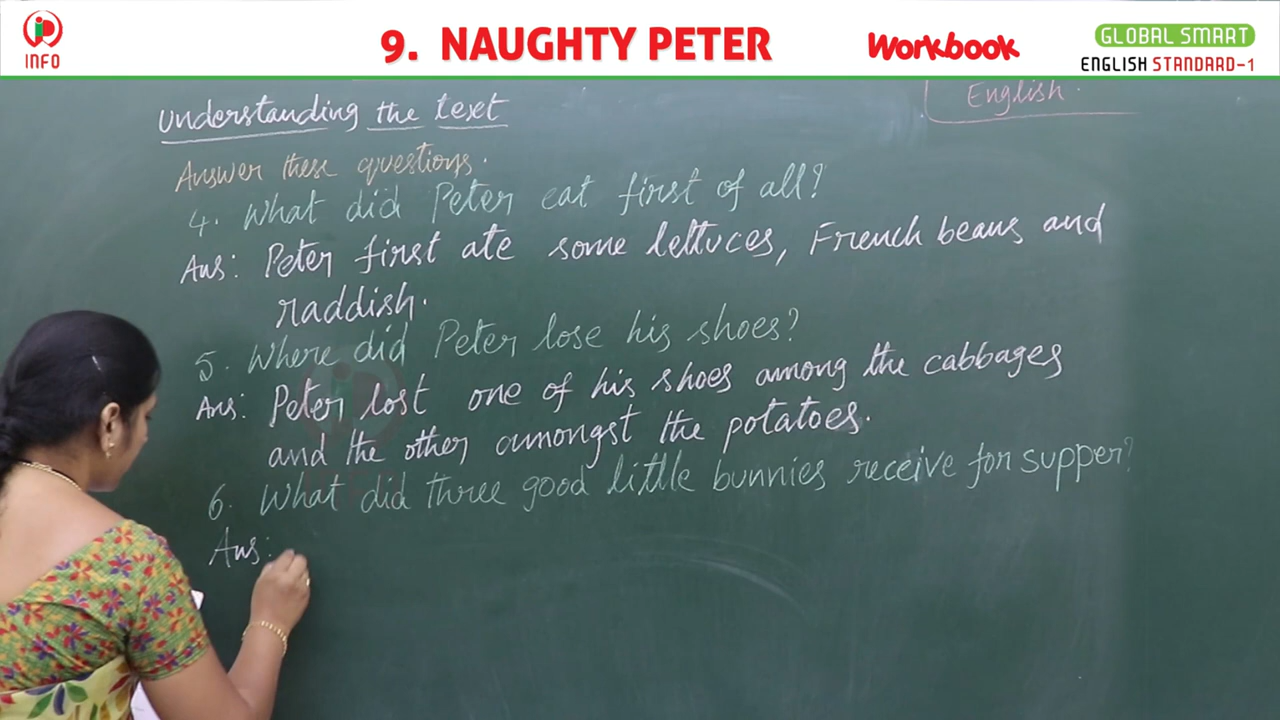 INFO
9. NAUGHTY PETER
Workbook
GLOBAL SMART
ENGLISH STANDARD-1
English.
Understanding the text
Answer these questions.
4. What did Peter eat first of all?
Ans: Peter first ate some lettuces, French beans and
raddish.
5. Where did Peter lose his shoes?
Ans: Peter lost one of his shoes among the cabbages
and the other amongst the potatoes.
6. What did three good little bunnies receive for supper?
Ans: